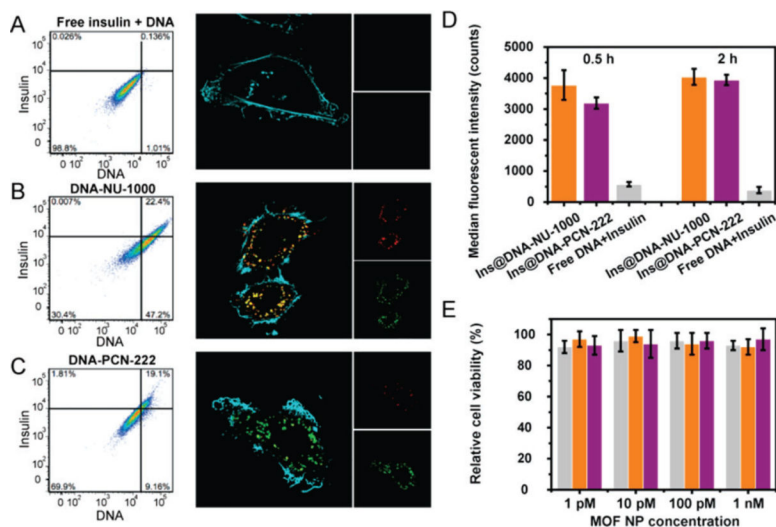 A
Free insulin + DNA
0.026%
0.136%
10⁵
10⁴
10³
10²
0
Insulin
98.8%
1.01%
0 10² 10³ 10⁴ 10⁵
DNA
B
DNA-NU-1000
0.007%
22.4%
10⁵
10⁴
10³
10²
0
Insulin
30.4%
47.2%
0 10² 10³ 10⁴ 10⁵
DNA
C
DNA-PCN-222
1.81%
19.1%
10⁵
10⁴
10³
10²
0
Insulin
69.9%
9.16%
0 10² 10³ 10⁴ 10⁵
DNA
D
Median fluorescent intensity (counts)
5000
4000
3000
2000
1000
0
0.5 h
2 h
Ins@DNA-NU-1000
Ins@DNA-PCN-222
Free DNA+Insulin
Ins@DNA-NU-1000
Ins@DNA-PCN-222
Free DNA+Insulin
E
Relative cell viability (%)
100
80
60
40
20
0
1 pM
10 pM
100 pM
1 nM
MOF NP concentration